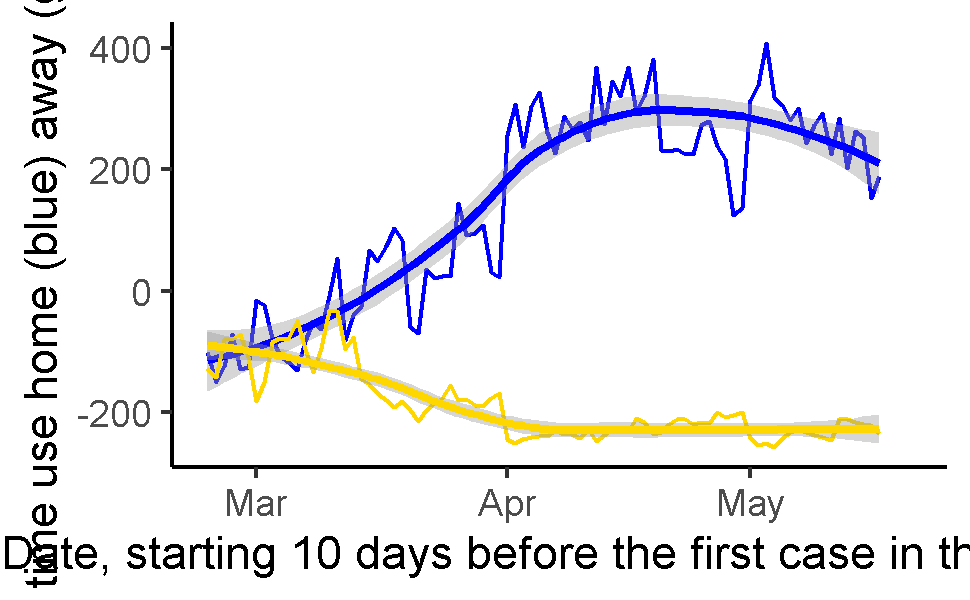 time use home (blue) away (
400
200
0
-200
Mar
Apr
May
Date, starting 10 days before the first case in th